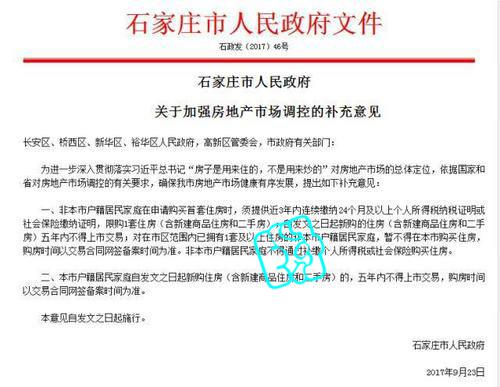 石家庄市人民政府文件
石政发（2017）46号
石家庄市人民政府
关于加强房地产市场调控的补充意见
长安区、桥西区、新华区、裕华区人民政府，高新区管委会，市政府有关部门：
为进一步深入贯彻落实习近平总书记“房子是用来住的，不是用来炒的”对房地产市场的总体定位，依据国家和
省对房地产市场调控的有关要求，确保我市房地产市场健康有序发展，提出如下补充意见：
一、非本市户籍居民家庭在申请购买首套住房时，须提供近3年内连续缴纳24个月及以上个人所得税纳税证明或
社会保险缴纳证明，限购1套住房（含新建商品住房和二手房）自发文之日起新购的住房（含新建商品住房和二手
房）五年内不得上市交易，对在市区范围内已拥有1套及以上住房的非本市户籍居民家庭，暂不得在本市购买住房，
购房时间以交易合同网签备案时间为准。非本市户籍居民家庭不得通过补缴个人所得税或社会保险购买住房。
二、本市户籍居民家庭自发文之日起新购住房（含新建商品住房和二手房）的，五年内不得上市交易，购房时间
以交易合同网签备案时间为准。
本意见自发文之日起施行。
石家庄市人民政府
2017年9月23日